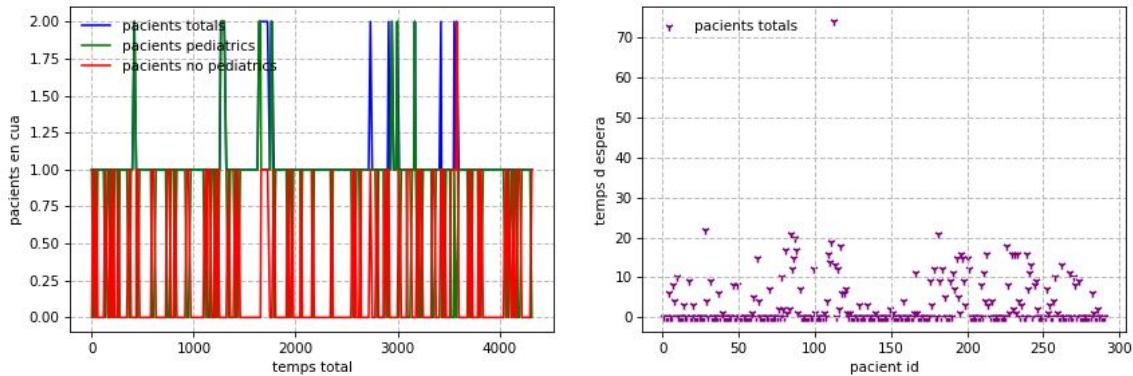 pacients totals
pacients pediatrics
pacients no pediatrics
2.00
1.75
1.50
1.25
1.00
0.75
0.50
0.25
0.00
pacients en cua
0 1000 2000 3000 4000
temps total
pacients totals
70
60
50
40
30
20
10
0
temps d espera
0 50 100 150 200 250 300
pacient id